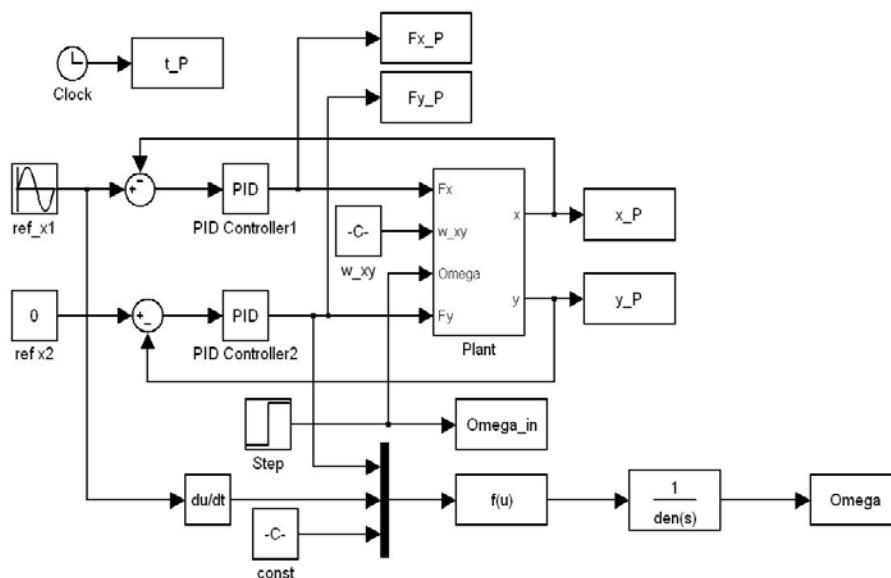 Fx_P
t_P
Clock
Fy_P
+ -
PID
Fx
ref_x1
PID Controller1
x
x_P
-C-
w_xy
w_xy
Omega
0
+ -
PID
y
y_P
Fy
ref x2
PID Controller2
Plant
Omega_in
Step
du/dt
f(u)
1
den(s)
Omega
-C-
const